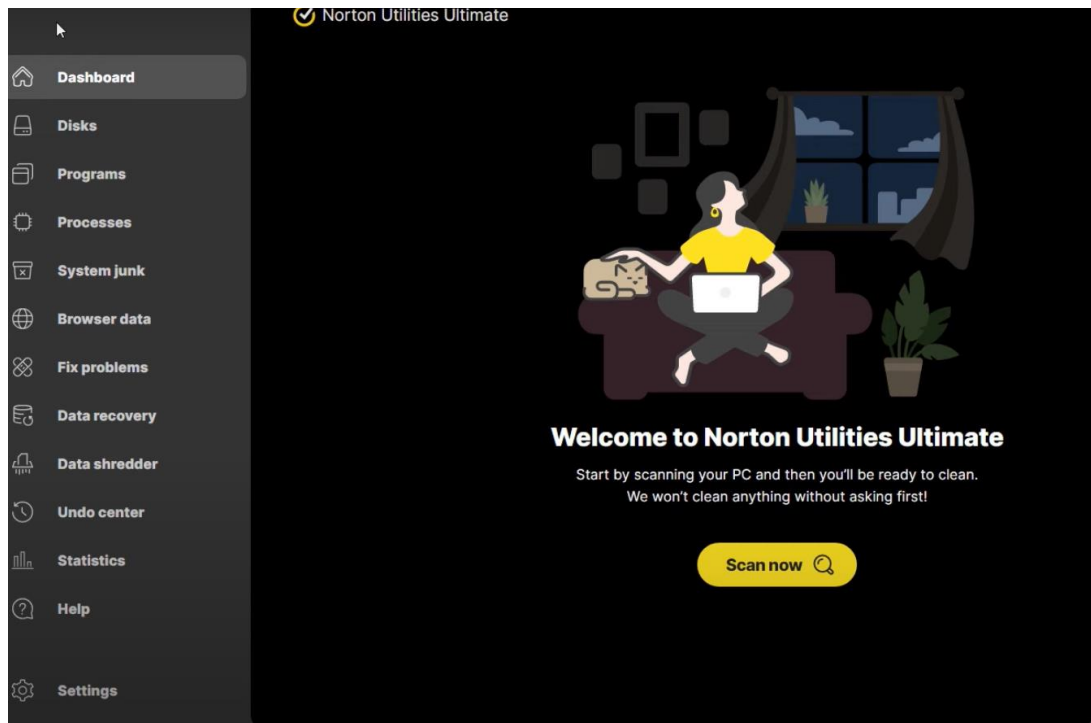 Norton Utilities Ultimate
Dashboard
Disks
Programs
Processes
System junk
Browser data
Fix problems
Data recovery
Data shredder
Undo center
Statistics
Help
Settings
Welcome to Norton Utilities Ultimate
Start by scanning your PC and then you'll be ready to clean.
We won't clean anything without asking first!
Scan now